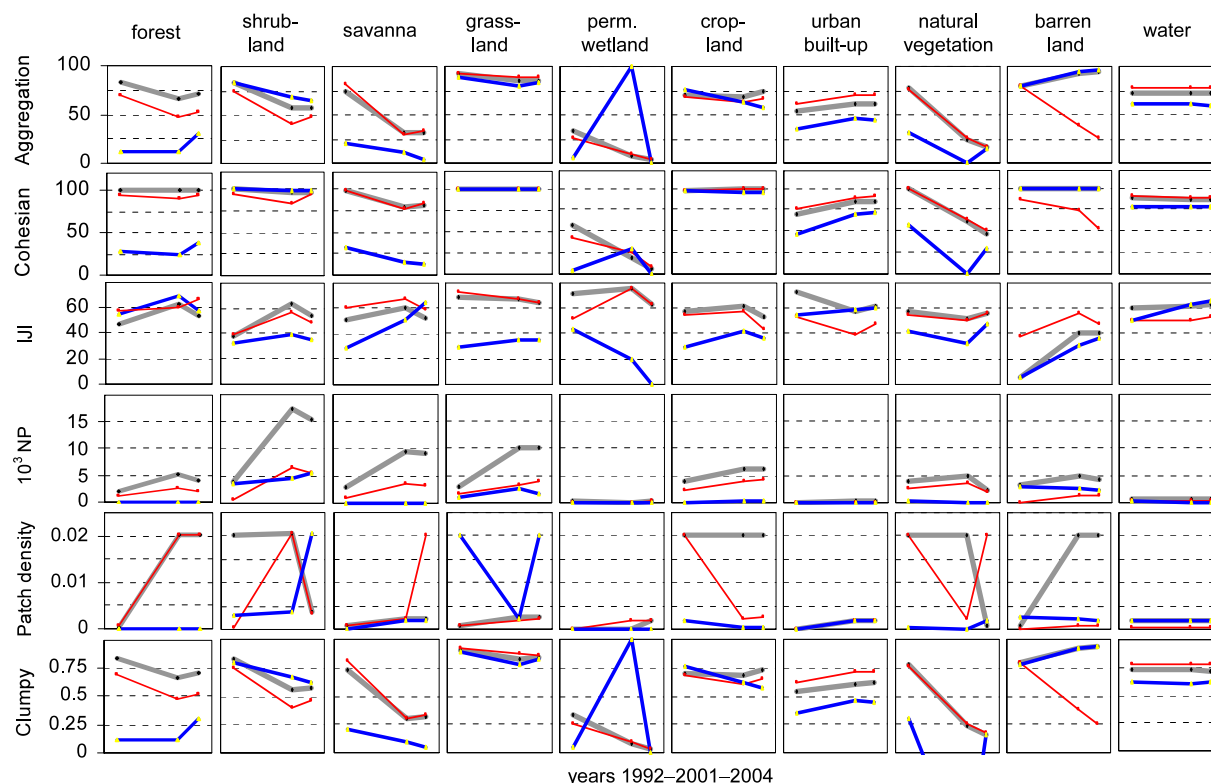 forest
shrub-
land
savanna
grass-
land
perm.
wetland
crop-
land
urban
built-up
natural
vegetation
barren
land
water
Aggregation
100
50
0
Cohesian
100
50
0
IJI
60
40
20
0
10³ NP
15
10
5
0
Patch density
0.02
0.01
0
Clumpy
0.75
0.5
0.25
0
years 1992–2001–2004